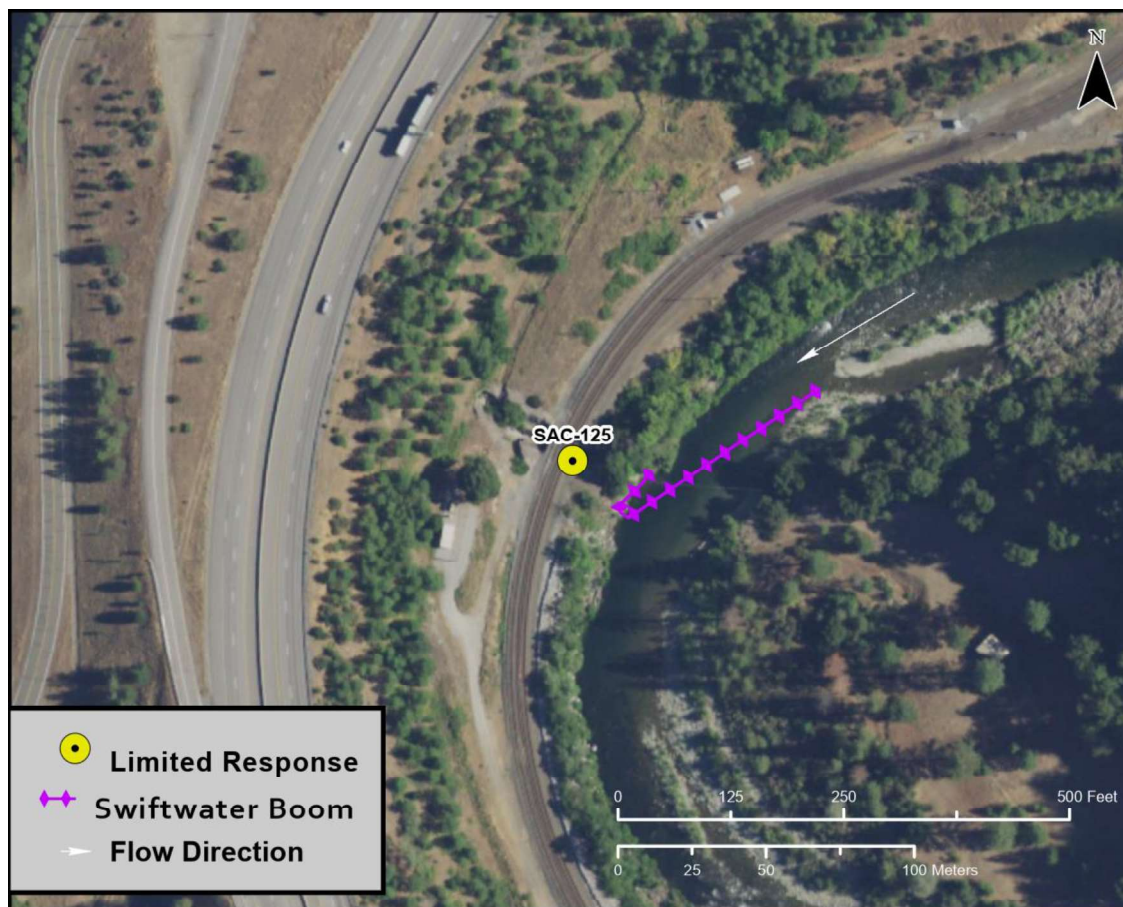 N
SAC-125
Limited Response
Swiftwater Boom
Flow Direction
0 125 250 500 Feet
0 25 50 100 Meters